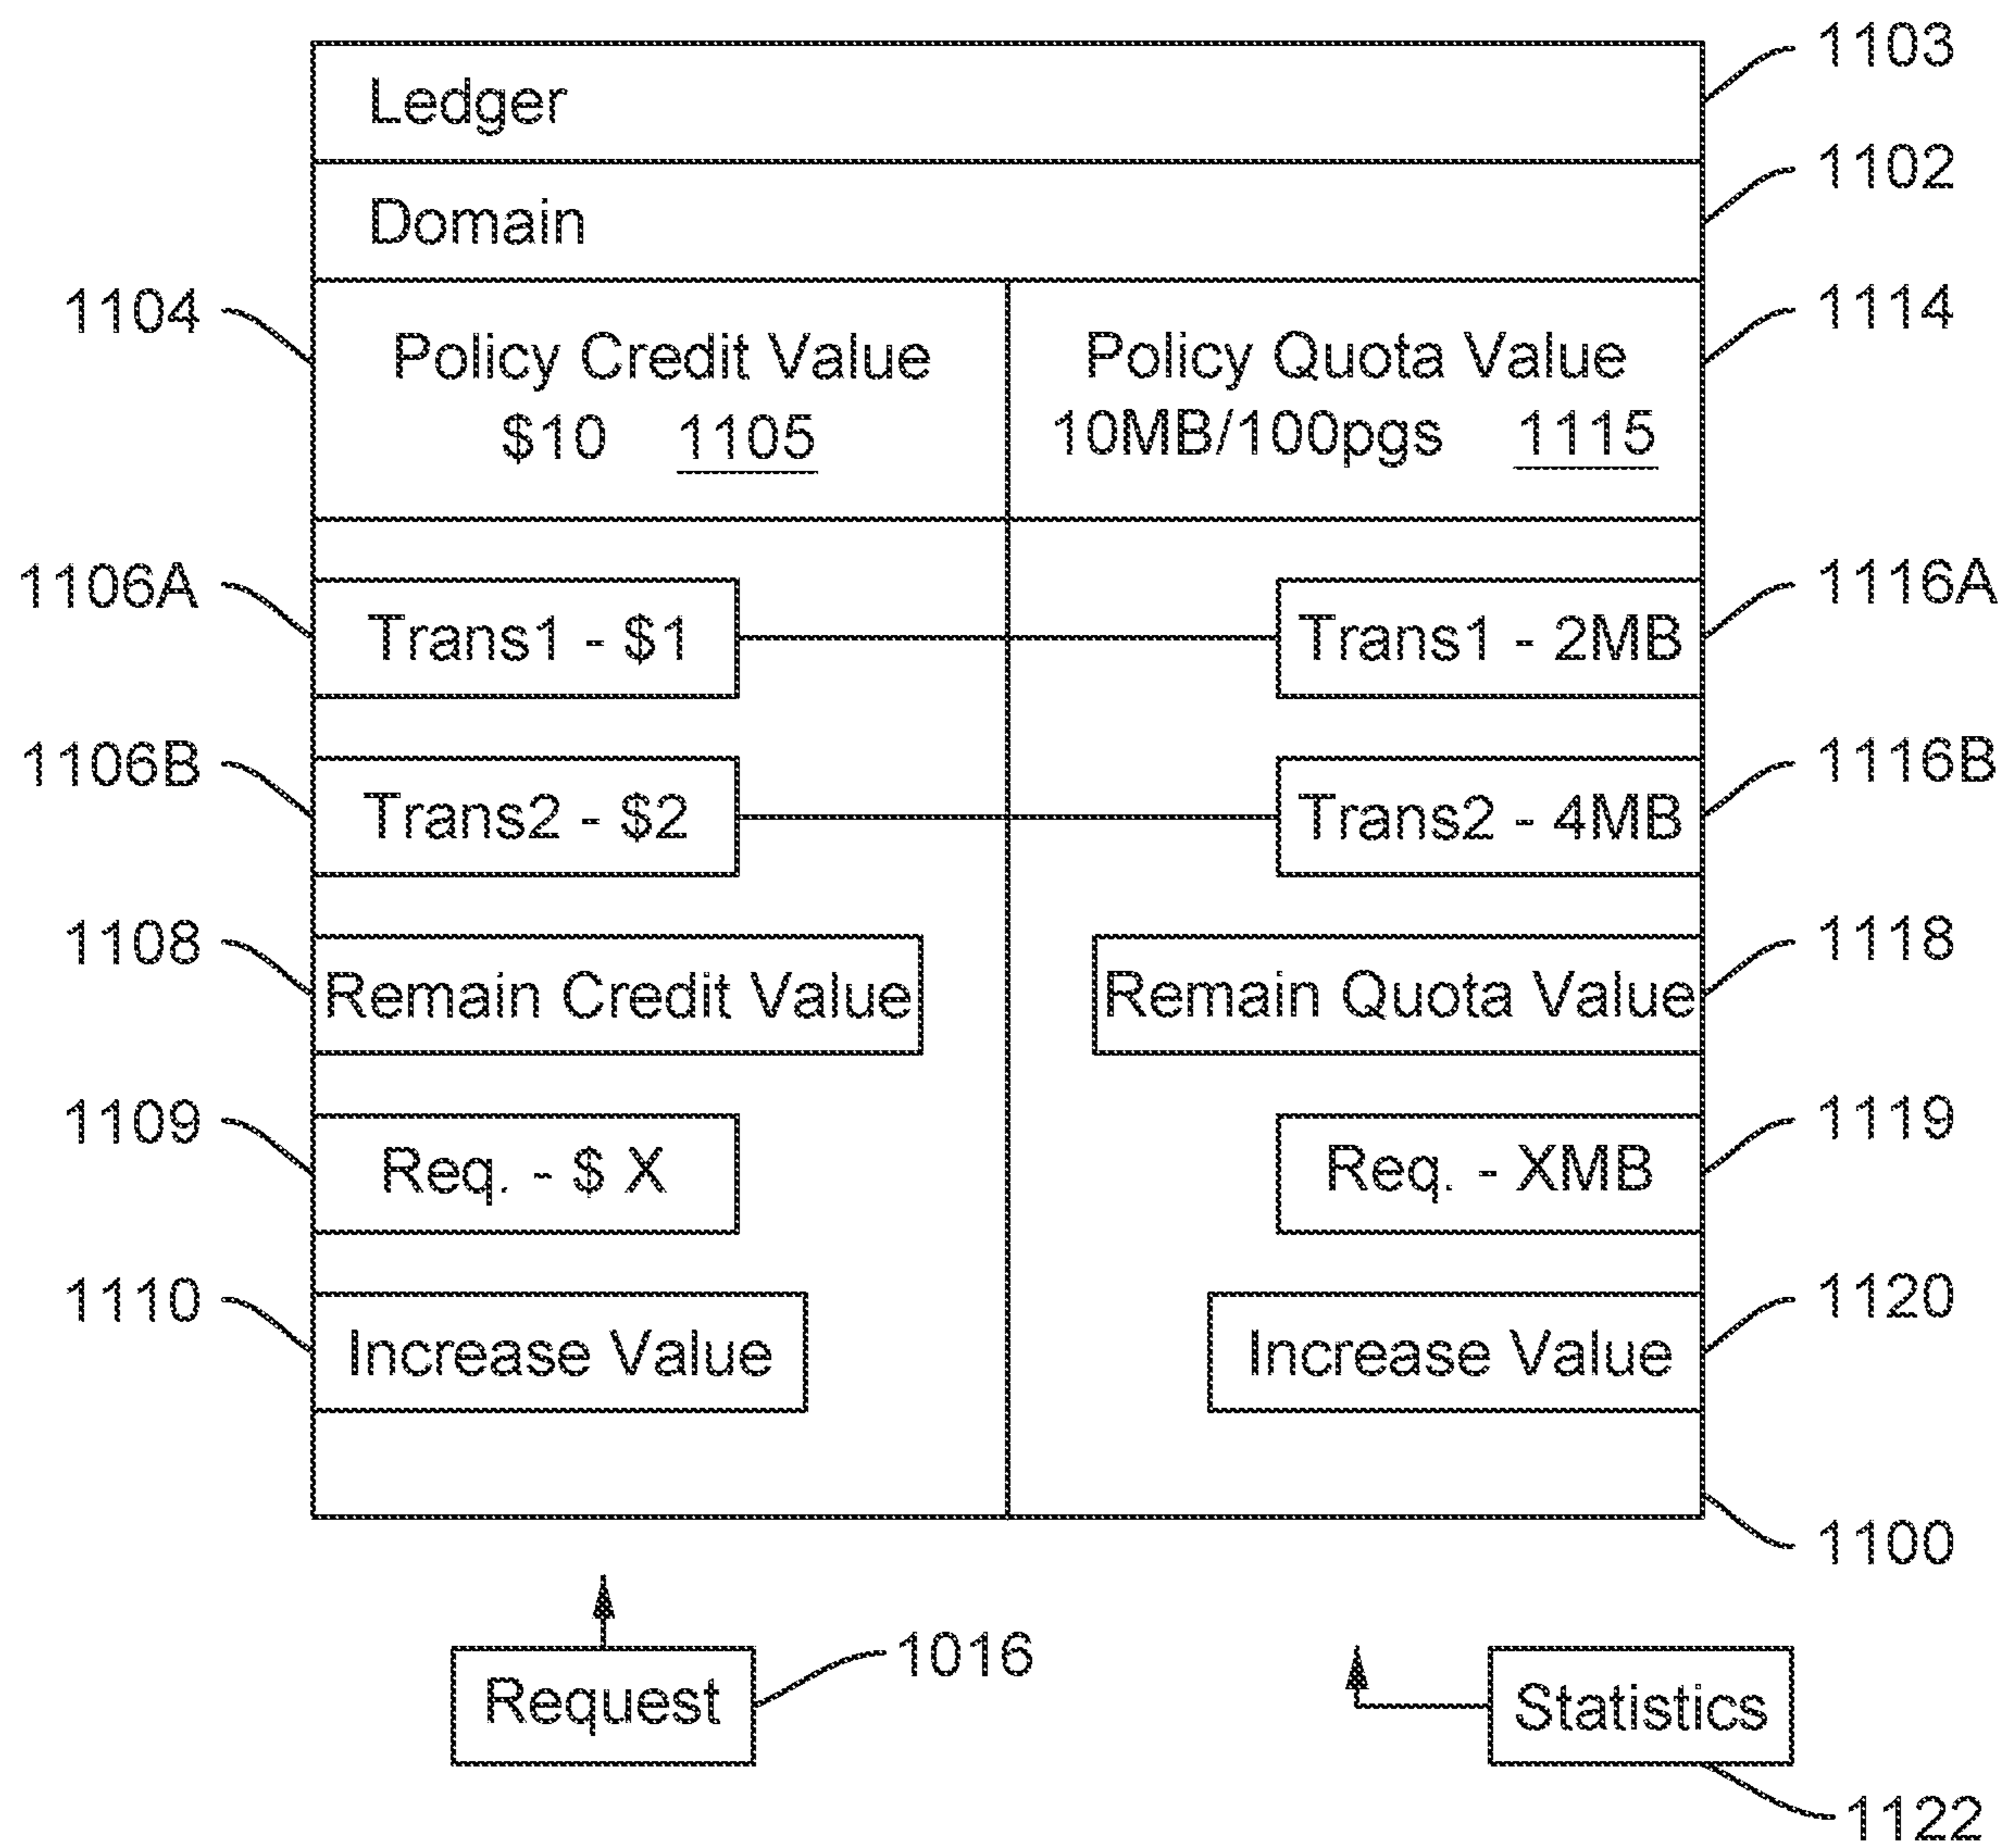 Ledger
1103
Domain
1102
1104
Policy Credit Value
$10 1105
Policy Quota Value
10MB/100pgs 1115
1114
1106A
Trans1 - $1
Trans1 - 2MB
1116A
1106B
Trans2 - $2
Trans2 - 4MB
1116B
1108
Remain Credit Value
Remain Quota Value
1118
1109
Req. - $ X
Req. - XMB
1119
1110
Increase Value
Increase Value
1120
1100
Request
1016
Statistics
1122